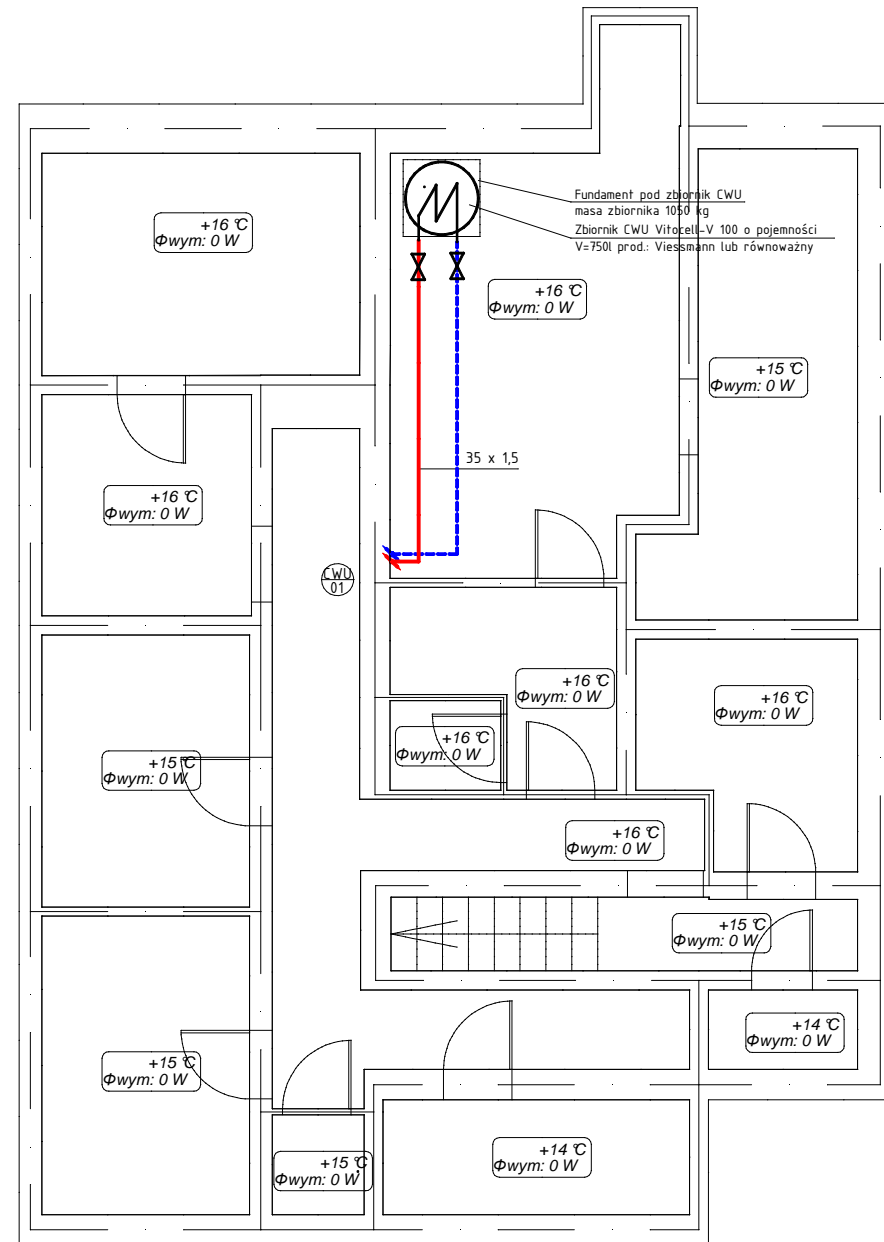 Fundament pod zbiornik CWU
masa zbiornika 1050 kg
Zbiornik CWU Vitocell-V 100 o pojemności
V=750l prod.: Viessmann lub równoważny
+16 °C
Φwym: 0 W
+16 °C
Φwym: 0 W
+15 °C
Φwym: 0 W
35 x 1,5
+16 °C
Φwym: 0 W
CWU
01
+16 °C
Φwym: 0 W
+16 °C
Φwym: 0 W
+16 °C
Φwym: 0 W
+15 °C
Φwym: 0 W
+16 °C
Φwym: 0 W
+15 °C
Φwym: 0 W
+14 °C
Φwym: 0 W
+15 °C
Φwym: 0 W
+14 °C
Φwym: 0 W
+15 °C
Φwym: 0 W